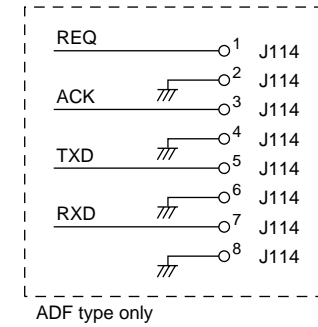 REQ
1 J114
2 J114
ACK
3 J114
4 J114
TXD
5 J114
6 J114
RXD
7 J114
8 J114
ADF type only